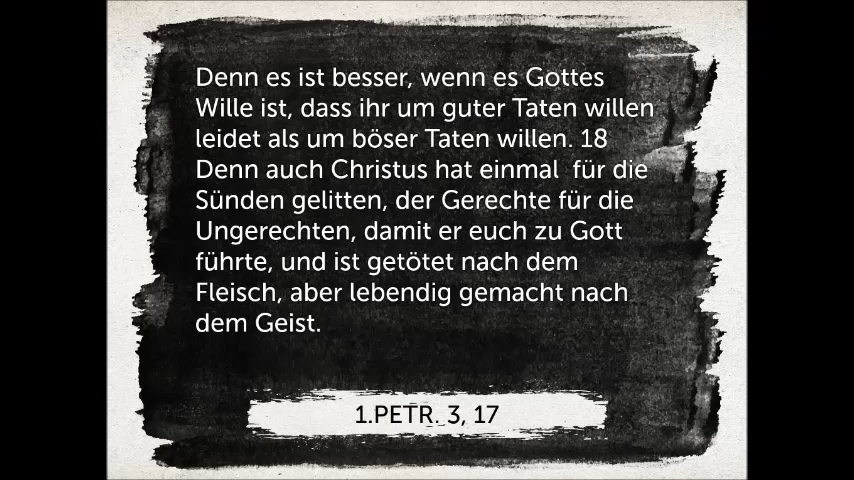 Denn es ist besser, wenn es Gottes
Wille ist, dass ihr um guter Taten willen
leidet als um böser Taten willen. 18
Denn auch Christus hat einmal  für die
Sünden gelitten, der Gerechte für die
Ungerechten, damit er euch zu Gott
führte, und ist getötet nach dem
Fleisch, aber lebendig gemacht nach
dem Geist.
1.PETR. 3, 17